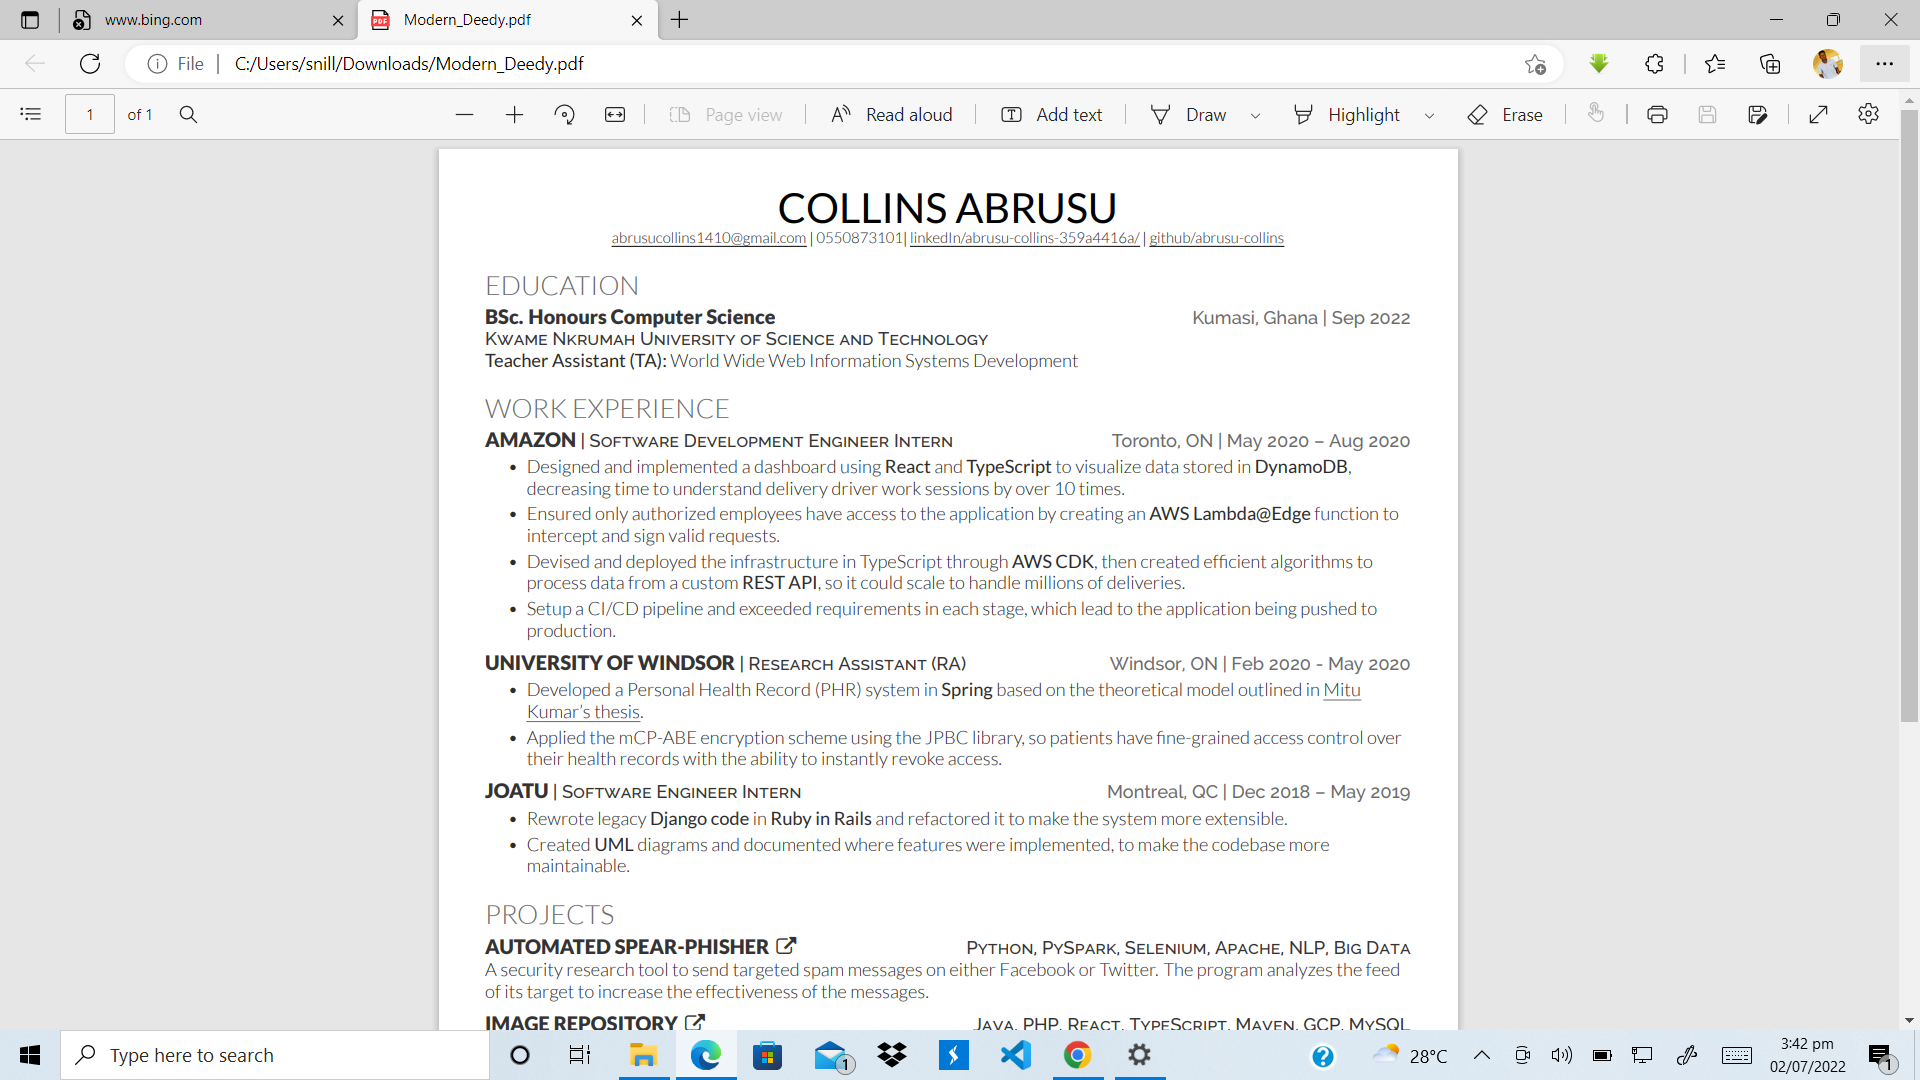 www.bing.com
Modern_Deedy.pdf
File
C:/Users/snill/Downloads/Modern_Deedy.pdf
1 of 1
Page view
Read aloud
Add text
Draw
Highlight
Erase
COLLINS ABRUSU
abrusucollins1410@gmail.com | 0550873101| linkedIn/abrusu-collins-359a4416a/ | github/abrusu-collins
EDUCATION
BSc. Honours Computer Science Kumasi, Ghana | Sep 2022
KWAME NKRUMAH UNIVERSITY OF SCIENCE AND TECHNOLOGY
Teacher Assistant (TA): World Wide Web Information Systems Development
WORK EXPERIENCE
AMAZON | SOFTWARE DEVELOPMENT ENGINEER INTERN Toronto, ON | May 2020 – Aug 2020
• Designed and implemented a dashboard using React and TypeScript to visualize data stored in DynamoDB,
decreasing time to understand delivery driver work sessions by over 10 times.
• Ensured only authorized employees have access to the application by creating an AWS Lambda@Edge function to
intercept and sign valid requests.
• Devised and deployed the infrastructure in TypeScript through AWS CDK, then created efficient algorithms to
process data from a custom REST API, so it could scale to handle millions of deliveries.
• Setup a CI/CD pipeline and exceeded requirements in each stage, which lead to the application being pushed to
production.
UNIVERSITY OF WINDSOR | RESEARCH ASSISTANT (RA) Windsor, ON | Feb 2020 - May 2020
• Developed a Personal Health Record (PHR) system in Spring based on the theoretical model outlined in Mitu
Kumar’s thesis.
• Applied the mCP-ABE encryption scheme using the JPBC library, so patients have fine-grained access control over
their health records with the ability to instantly revoke access.
JOATU | SOFTWARE ENGINEER INTERN Montreal, QC | Dec 2018 – May 2019
• Rewrote legacy Django code in Ruby in Rails and refactored it to make the system more extensible.
• Created UML diagrams and documented where features were implemented, to make the codebase more
maintainable.
PROJECTS
AUTOMATED SPEAR-PHISHER PYTHON, PYSPARK, SELENIUM, APACHE, NLP, BIG DATA
A security research tool to send targeted spam messages on either Facebook or Twitter. The program analyzes the feed
of its target to increase the effectiveness of the messages.
IMAGE REPOSITORY JAVA, PHP, REACT, TYPESCRIPT, MAVEN, GCP, MYSQL
Type here to search
1
28°C
3:42 pm
02/07/2022
1